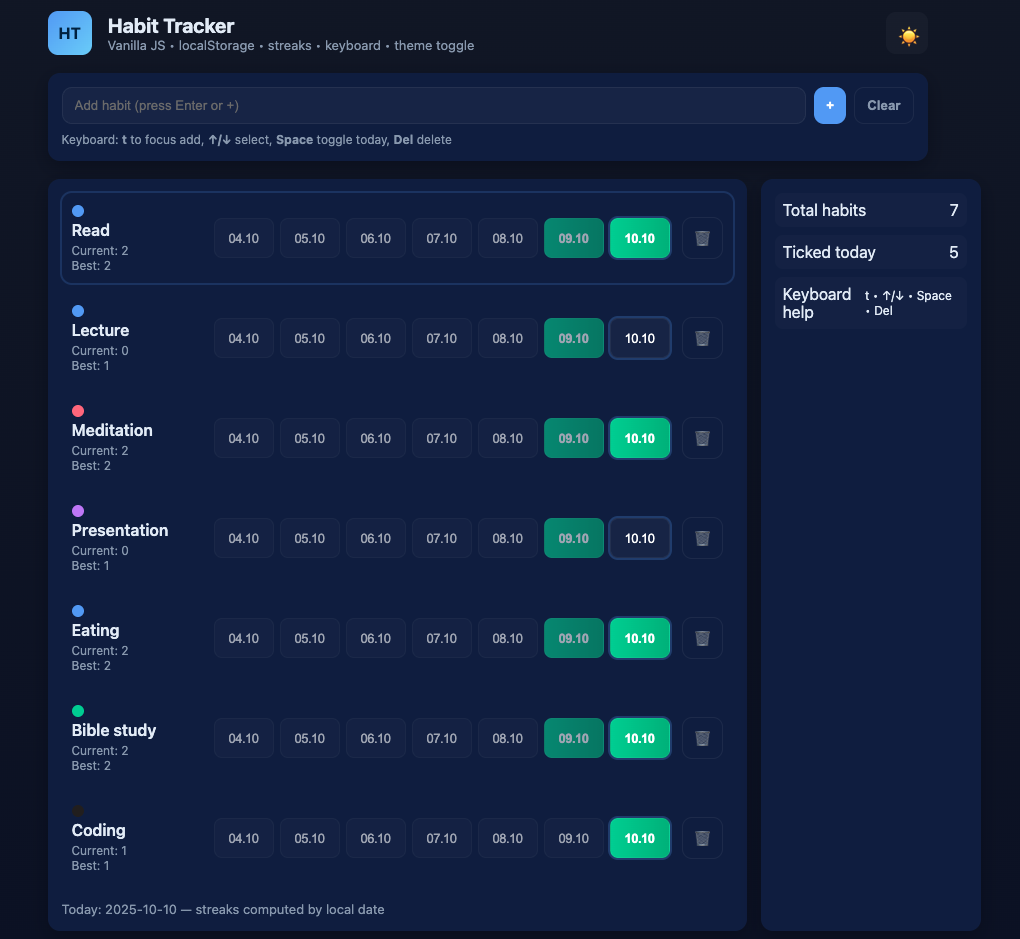 HT
Habit Tracker
Vanilla JS • localStorage • streaks • keyboard • theme toggle
Add habit (press Enter or +)
+
Clear
Keyboard: t to focus add, ↑/↓ select, Space toggle today, Del delete
Read
Current: 2
Best: 2
04.10 05.10 06.10 07.10 08.10 09.10 10.10
Lecture
Current: 0
Best: 1
04.10 05.10 06.10 07.10 08.10 09.10 10.10
Meditation
Current: 2
Best: 2
04.10 05.10 06.10 07.10 08.10 09.10 10.10
Presentation
Current: 0
Best: 1
04.10 05.10 06.10 07.10 08.10 09.10 10.10
Eating
Current: 2
Best: 2
04.10 05.10 06.10 07.10 08.10 09.10 10.10
Bible study
Current: 2
Best: 2
04.10 05.10 06.10 07.10 08.10 09.10 10.10
Coding
Current: 1
Best: 1
04.10 05.10 06.10 07.10 08.10 09.10 10.10
Today: 2025-10-10 — streaks computed by local date
Total habits 7
Ticked today 5
Keyboard help
t • ↑/↓ • Space
• Del